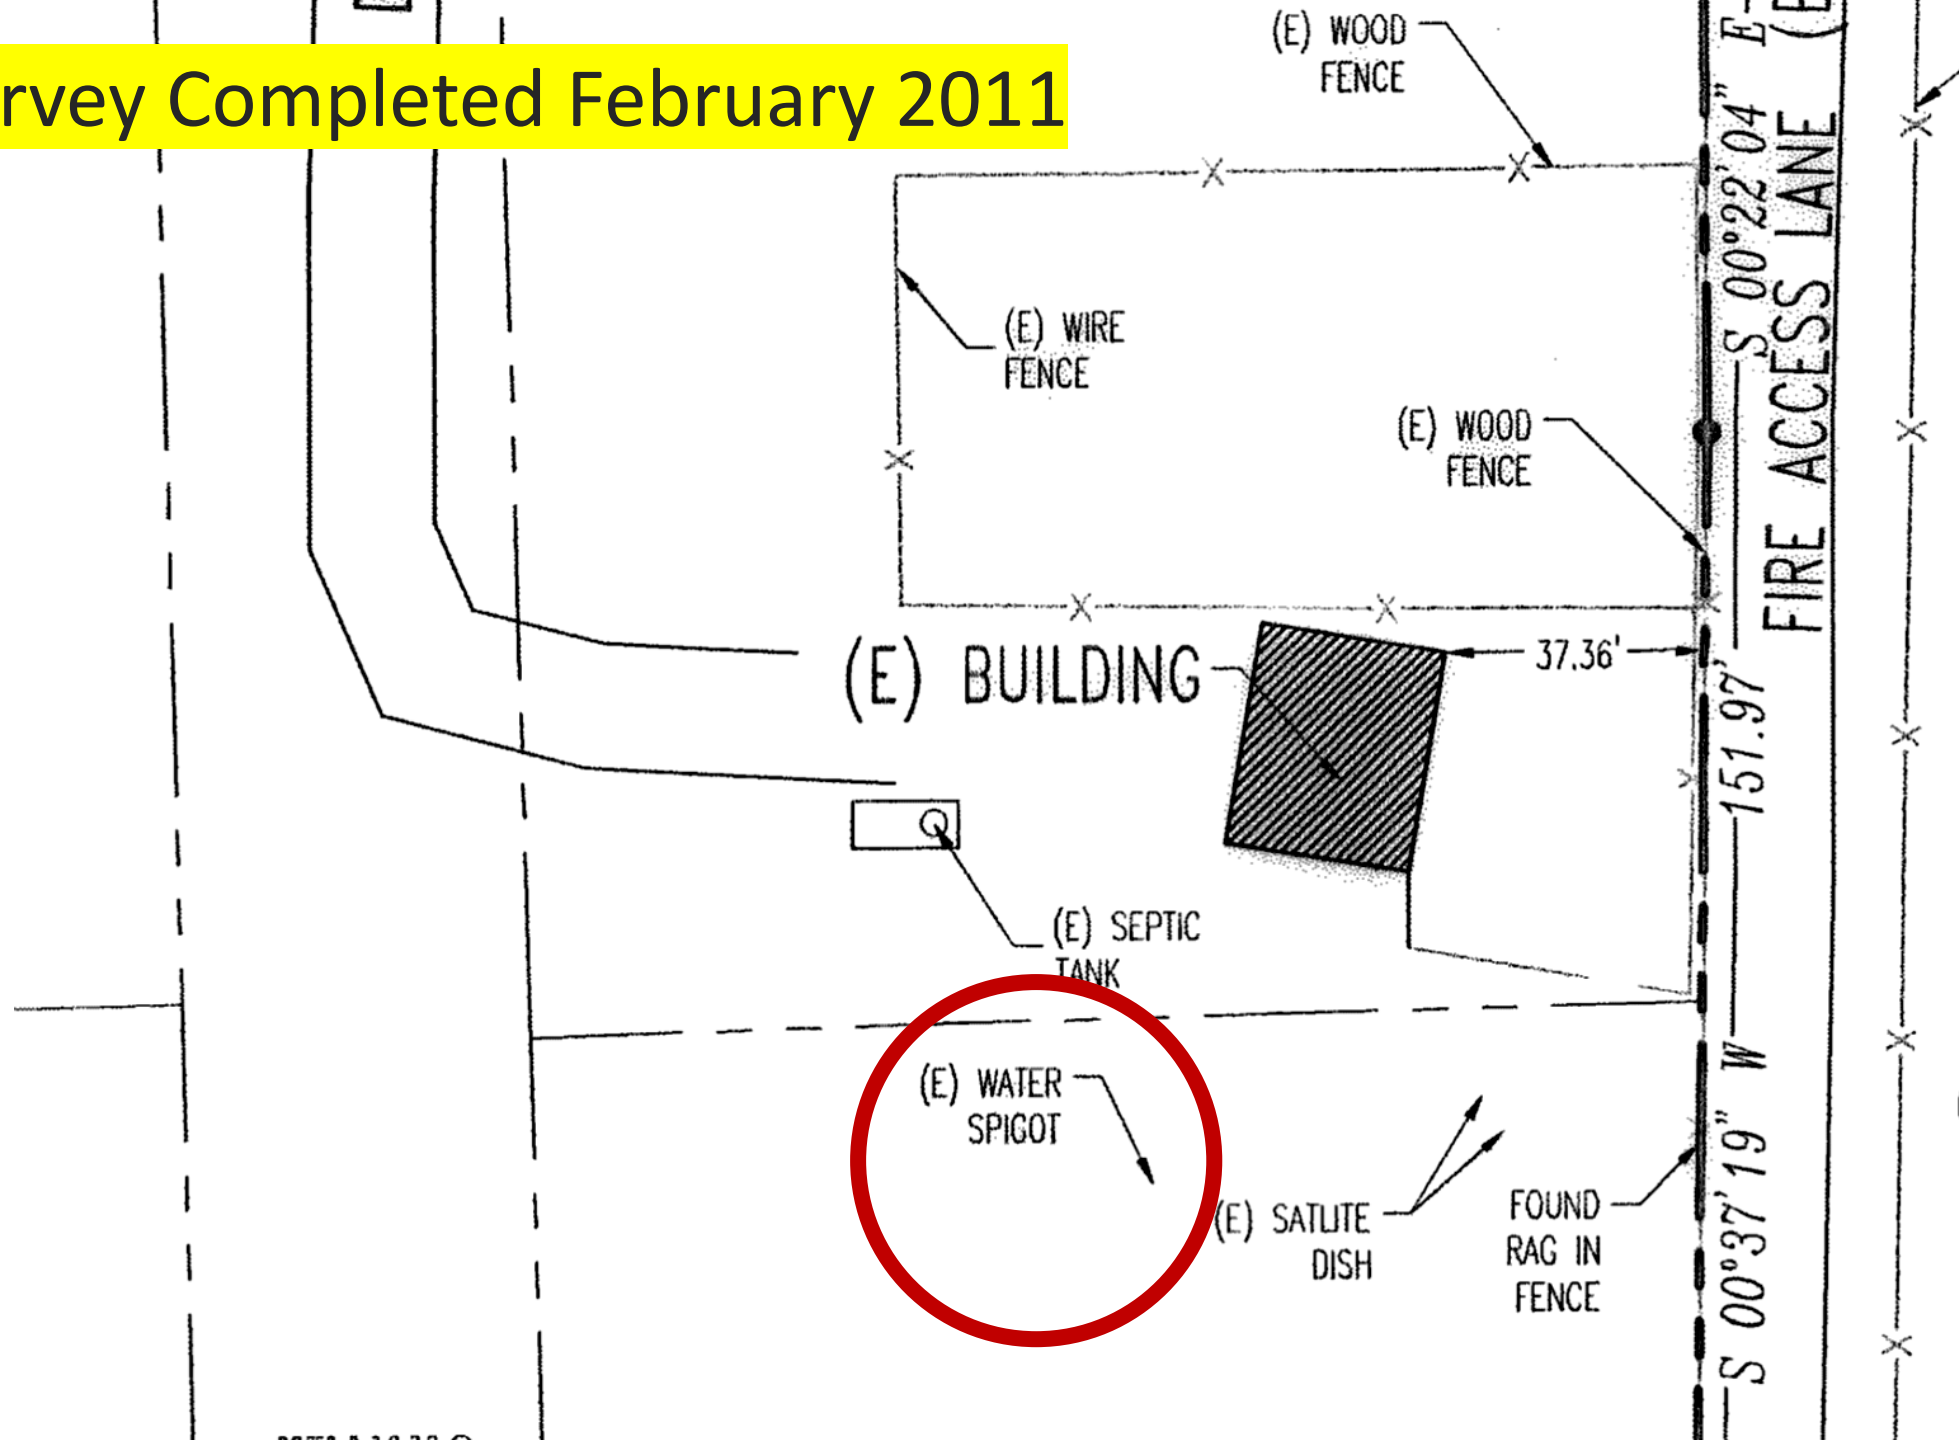 rvey Completed February 2011
(E) WOOD
FENCE
(E) WIRE
FENCE
(E) WOOD
FENCE
(E) BUILDING
37.36'
(E) SEPTIC
TANK
(E) WATER
SPIGOT
(E) SATLITE
DISH
FOUND
RAG IN
FENCE
S 00°22'04" E
FIRE ACCESS LANE
151.97'
S 00°37'19" W